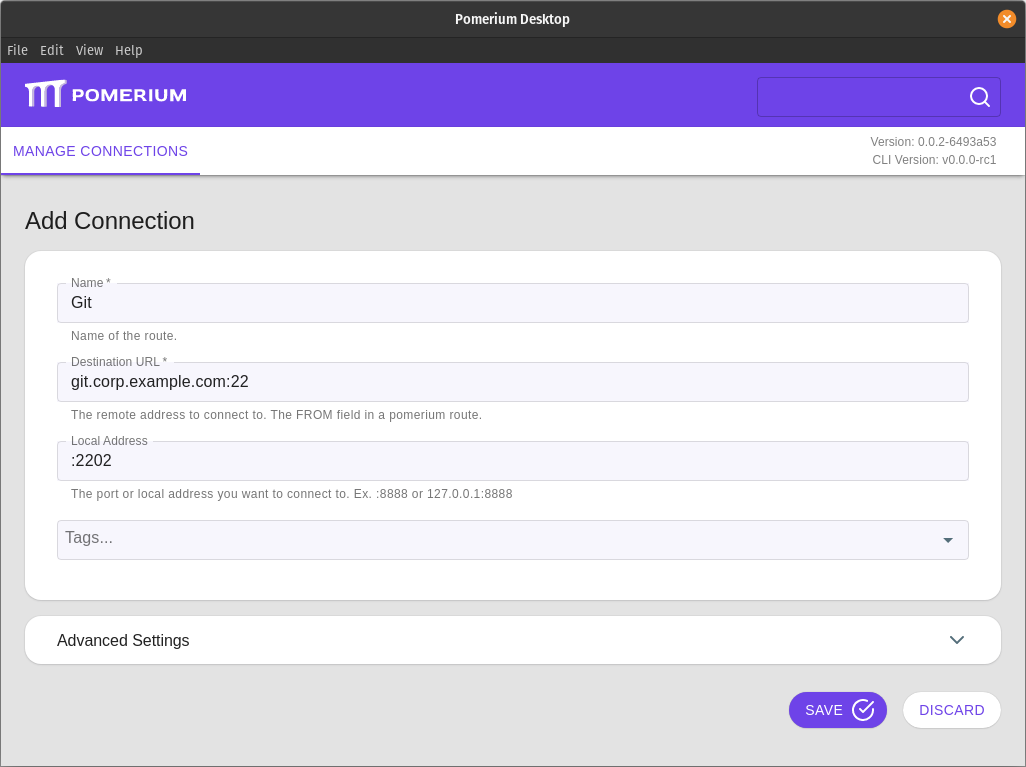 Pomerium Desktop
File Edit View Help
POMERIUM
MANAGE CONNECTIONS
Version: 0.0.2-6493a53
CLI Version: v0.0.0-rc1
Add Connection
Name *
Git
Name of the route.
Destination URL *
git.corp.example.com:22
The remote address to connect to. The FROM field in a pomerium route.
Local Address
:2202
The port or local address you want to connect to. Ex. :8888 or 127.0.0.1:8888
Tags...
Advanced Settings
SAVE
DISCARD